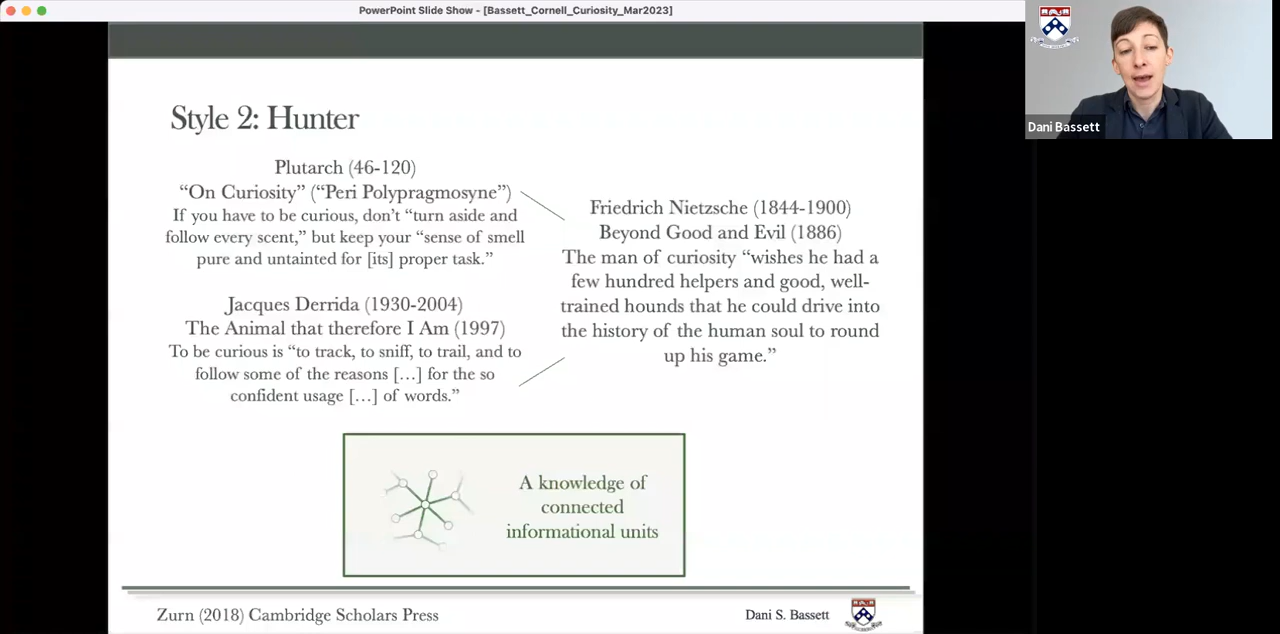 PowerPoint Slide Show - [Bassett_Cornell_Curiosity_Mar2023]
Dani Bassett
Style 2: Hunter
Plutarch (46-120)
“On Curiosity” (“Peri Polypragmosyne”)
If you have to be curious, don’t “turn aside and
follow every scent,” but keep your “sense of smell
pure and untainted for [its] proper task.”
Jacques Derrida (1930-2004)
The Animal that therefore I Am (1997)
To be curious is “to track, to sniff, to trail, and to
follow some of the reasons […] for the so
confident usage […] of words.”
Friedrich Nietzsche (1844-1900)
Beyond Good and Evil (1886)
The man of curiosity “wishes he had a
few hundred helpers and good, well-
trained hounds that he could drive into
the history of the human soul to round
up his game.”
A knowledge of
connected
informational units
Zurn (2018) Cambridge Scholars Press
Dani S. Bassett